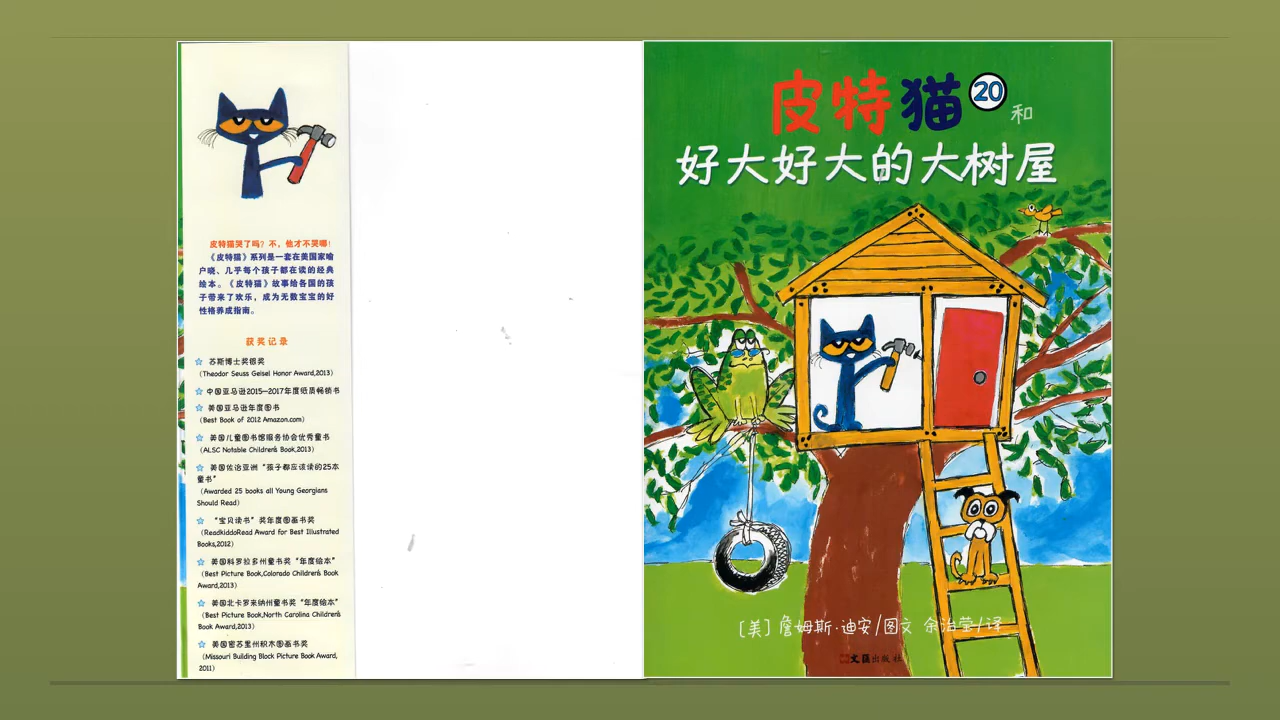 皮特猫哭了吗？不，他才不哭哪！
《皮特猫》系列是一套在美国家喻
户晓、几乎每个孩子都在读的经典
绘本。《皮特猫》故事给各国的孩
子带来了欢乐，成为无数宝宝的好
性格养成指南。
获奖记录
苏斯博士奖银奖
（Theodor Seuss Geisel Honor Award,2013）
中国亚马逊2015—2017年度纸质畅销书
美国亚马逊年度图书
（Best Book of 2012 Amazon.com）
美国儿童图书馆服务协会优秀童书
（ALSC Notable Children's Book,2013）
美国佐治亚州“孩子都应该读的25本
童书”
（Awarded 25 books all Young Georgians
Should Read）
“宝贝读书”奖年度图画书奖
（ReadkiddoRead Award for Best Illustrated
Books,2012）
美国科罗拉多州童书奖“年度绘本”
（Best Picture Book,Colorado Children's Book
Award,2013）
美国北卡罗来纳州童书奖“年度绘本”
（Best Picture Book,North Carolina Children's
Book Award,2013）
美国密苏里州积木图画书奖
（Missouri Building Block Picture Book Award,
2011）
皮特猫 20 和
好大好大的大树屋
［美］詹姆斯·迪安/图文 余治莹/译
文汇出版社